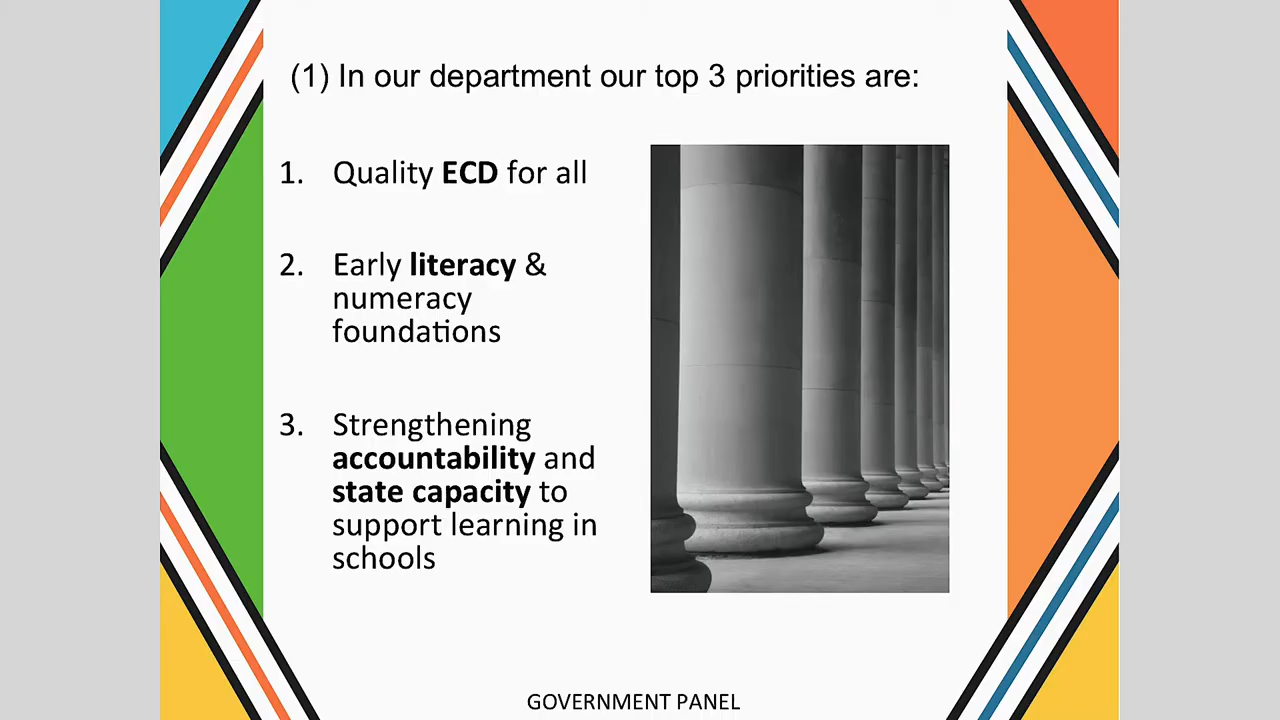 (1) In our department our top 3 priorities are:
1. Quality ECD for all
2. Early literacy &
numeracy
foundations
3. Strengthening
accountability and
state capacity to
support learning in
schools
GOVERNMENT PANEL